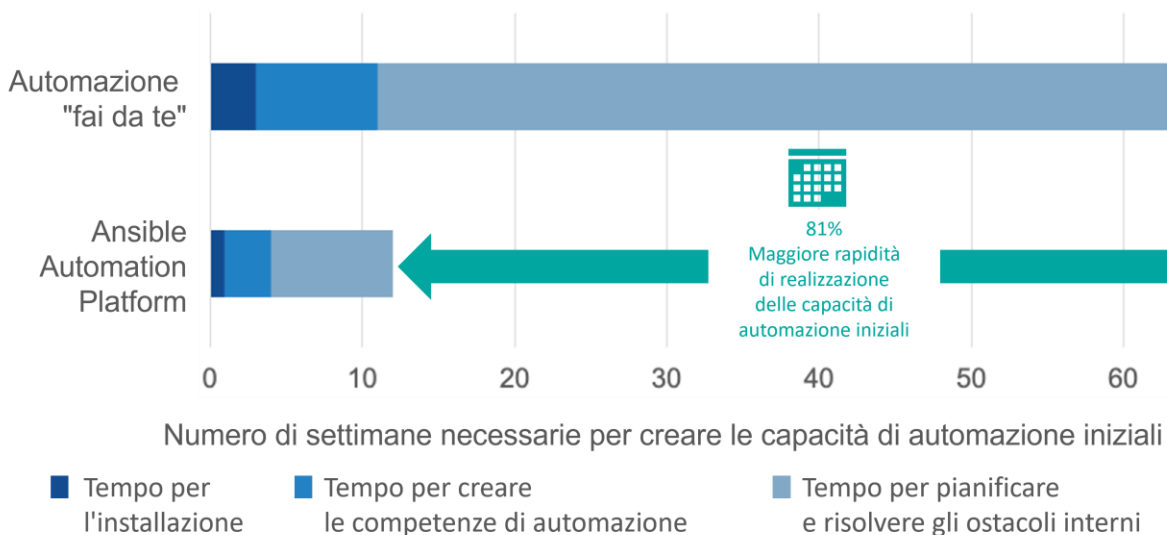 Automazione
"fai da te"
81%
Maggiore rapidità
di realizzazione
delle capacità di
automazione iniziali
Ansible
Automation
Platform
0 10 20 30 40 50 60
Numero di settimane necessarie per creare le capacità di automazione iniziali
Tempo per
l'installazione
Tempo per creare
le competenze di automazione
Tempo per pianificare
e risolvere gli ostacoli interni